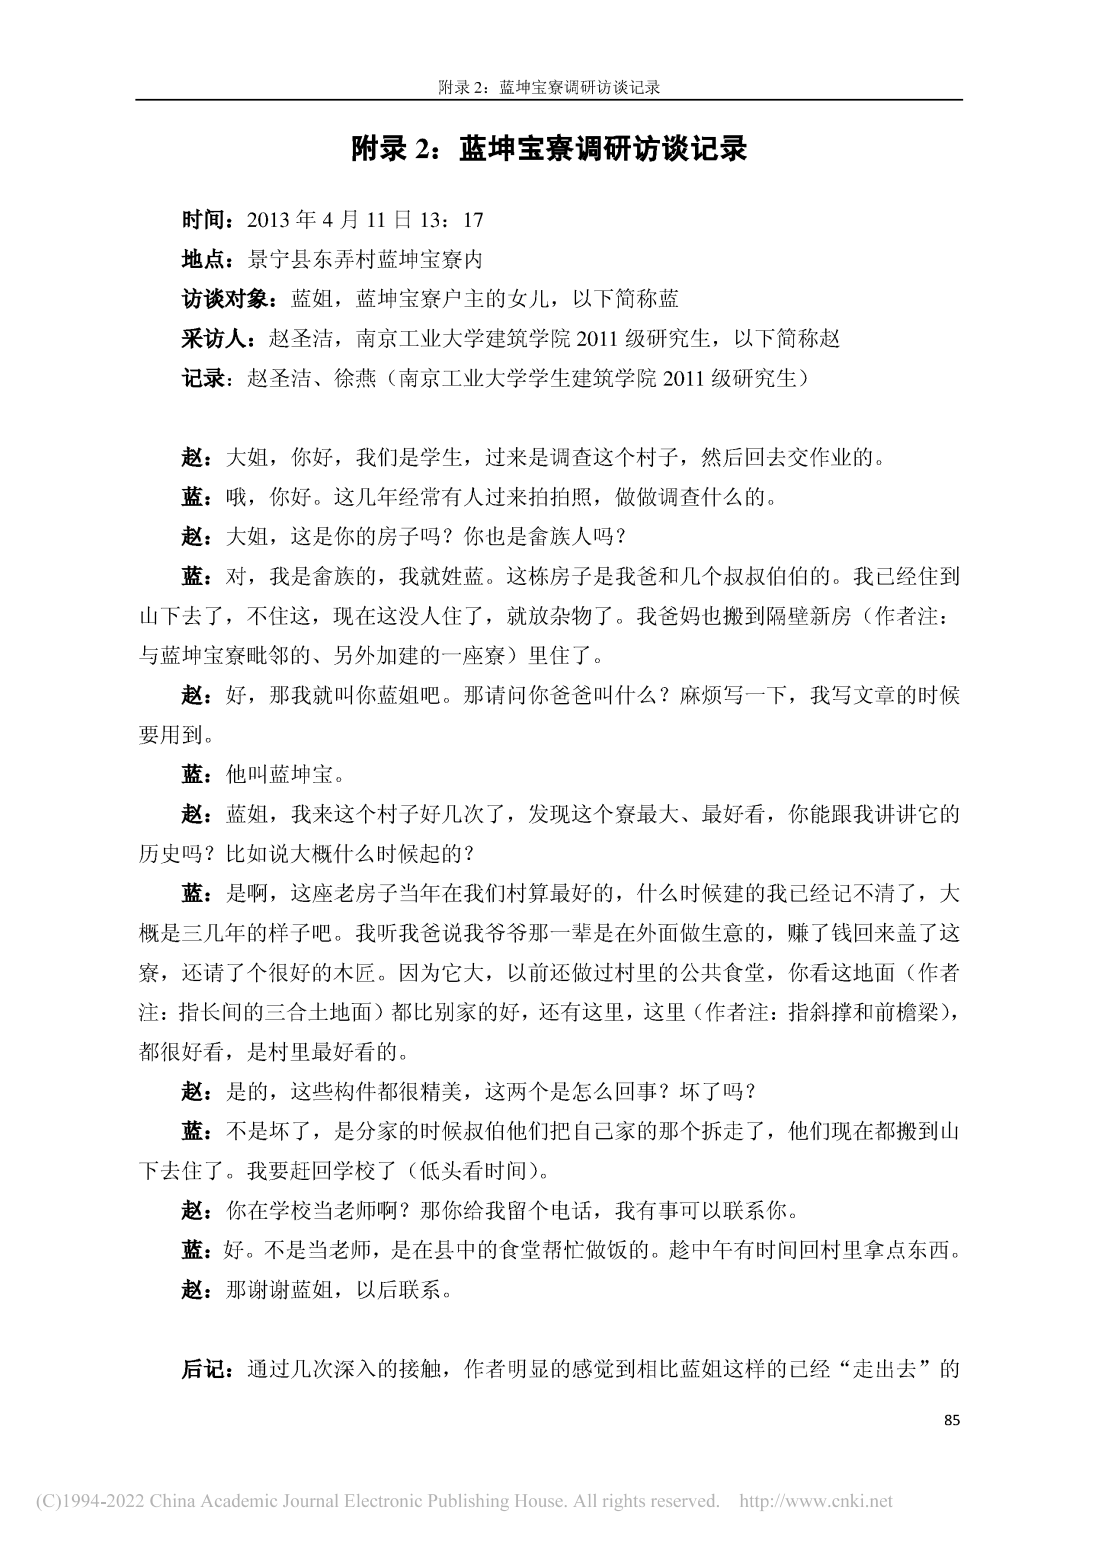 附录 2：蓝坤宝寮调研访谈记录
附录 2：蓝坤宝寮调研访谈记录
时间：2013 年 4 月 11 日 13：17
地点：景宁县东弄村蓝坤宝寮内
访谈对象：蓝姐，蓝坤宝寮户主的女儿，以下简称蓝
采访人：赵圣洁，南京工业大学建筑学院 2011 级研究生，以下简称赵
记录：赵圣洁、徐燕（南京工业大学学生建筑学院 2011 级研究生）
赵：大姐，你好，我们是学生，过来是调查这个村子，然后回去交作业的。
蓝：哦，你好。这几年经常有人过来拍拍照，做做调查什么的。
赵：大姐，这是你的房子吗？你也是畲族人吗？
蓝：对，我是畲族的，我就姓蓝。这栋房子是我爸和几个叔叔伯伯的。我已经住到
山下去了，不住这，现在这没人住了，就放杂物了。我爸妈也搬到隔壁新房（作者注：
与蓝坤宝寮毗邻的、另外加建的一座寮）里住了。
赵：好，那我就叫你蓝姐吧。那请问你爸爸叫什么？麻烦写一下，我写文章的时候
要用到。
蓝：他叫蓝坤宝。
赵：蓝姐，我来这个村子好几次了，发现这个寮最大、最好看，你能跟我讲讲它的
历史吗？比如说大概什么时候起的？
蓝：是啊，这座老房子当年在我们村算最好的，什么时候建的我已经记不清了，大
概是三几年的样子吧。我听我爸说我爷爷那一辈是在外面做生意的，赚了钱回来盖了这
寮，还请了个很好的木匠。因为它大，以前还做过村里的公共食堂，你看这地面（作者
注：指长间的三合土地面）都比别家的好，还有这里，这里（作者注：指斜撑和前檐梁），
都很好看，是村里最好看的。
赵：是的，这些构件都很精美，这两个是怎么回事？坏了吗？
蓝：不是坏了，是分家的时候叔伯他们把自己家的那个拆走了，他们现在都搬到山
下去住了。我要赶回学校了（低头看时间）。
赵：你在学校当老师啊？那你给我留个电话，我有事可以联系你。
蓝：好。不是当老师，是在县中的食堂帮忙做饭的。趁中午有时间回村里拿点东西。
赵：那谢谢蓝姐，以后联系。
后记：通过几次深入的接触，作者明显的感觉到相比蓝姐这样的已经“走出去”的
85
(C)1994-2022 China Academic Journal Electronic Publishing House. All rights reserved. http://www.cnki.net